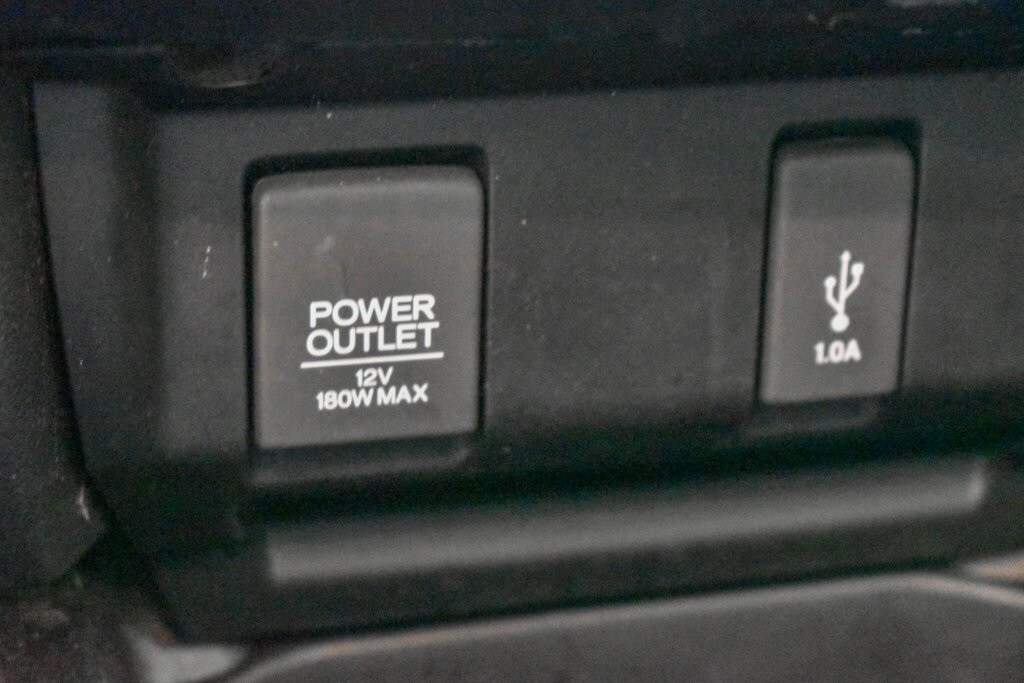 POWER
OUTLET
12V
180W MAX
1.0A